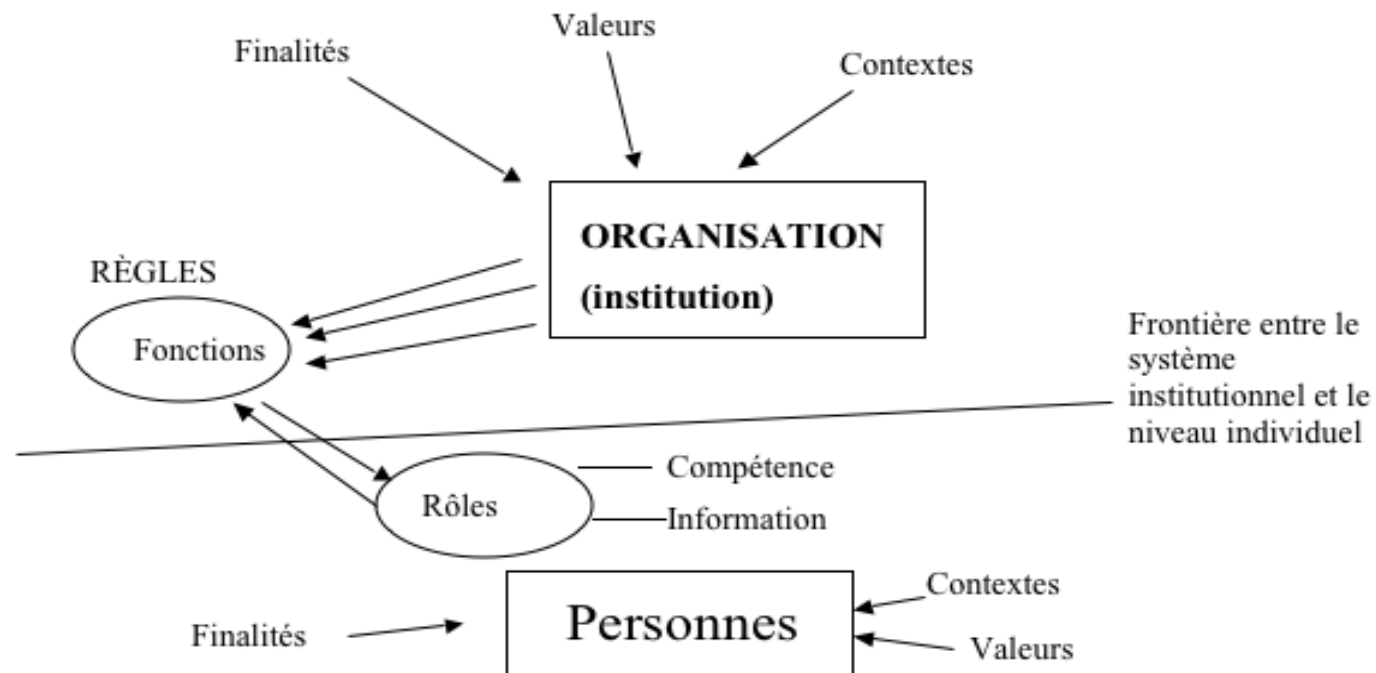 Valeurs
Finalités
Contextes
ORGANISATION
(institution)
RÈGLES
Fonctions
Frontière entre le
système
institutionnel et le
niveau individuel
Compétence
Rôles
Information
Personnes
Contextes
Finalités
Valeurs